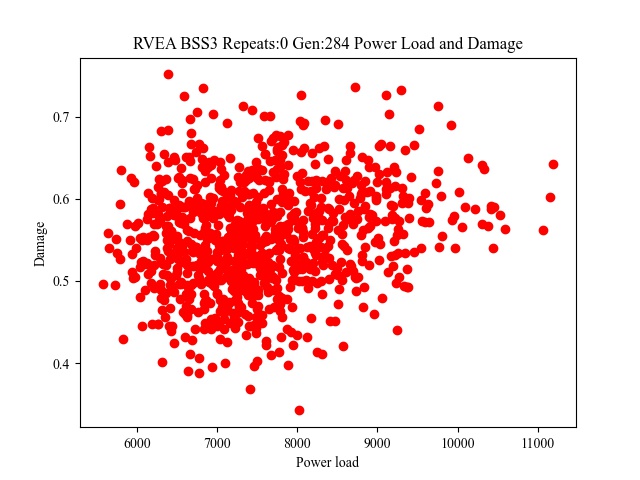 RVEA BSS3 Repeats:0 Gen:284 Power Load and Damage
0.7
0.6
0.5
0.4
Damage
6000 7000 8000 9000 10000 11000
Power load